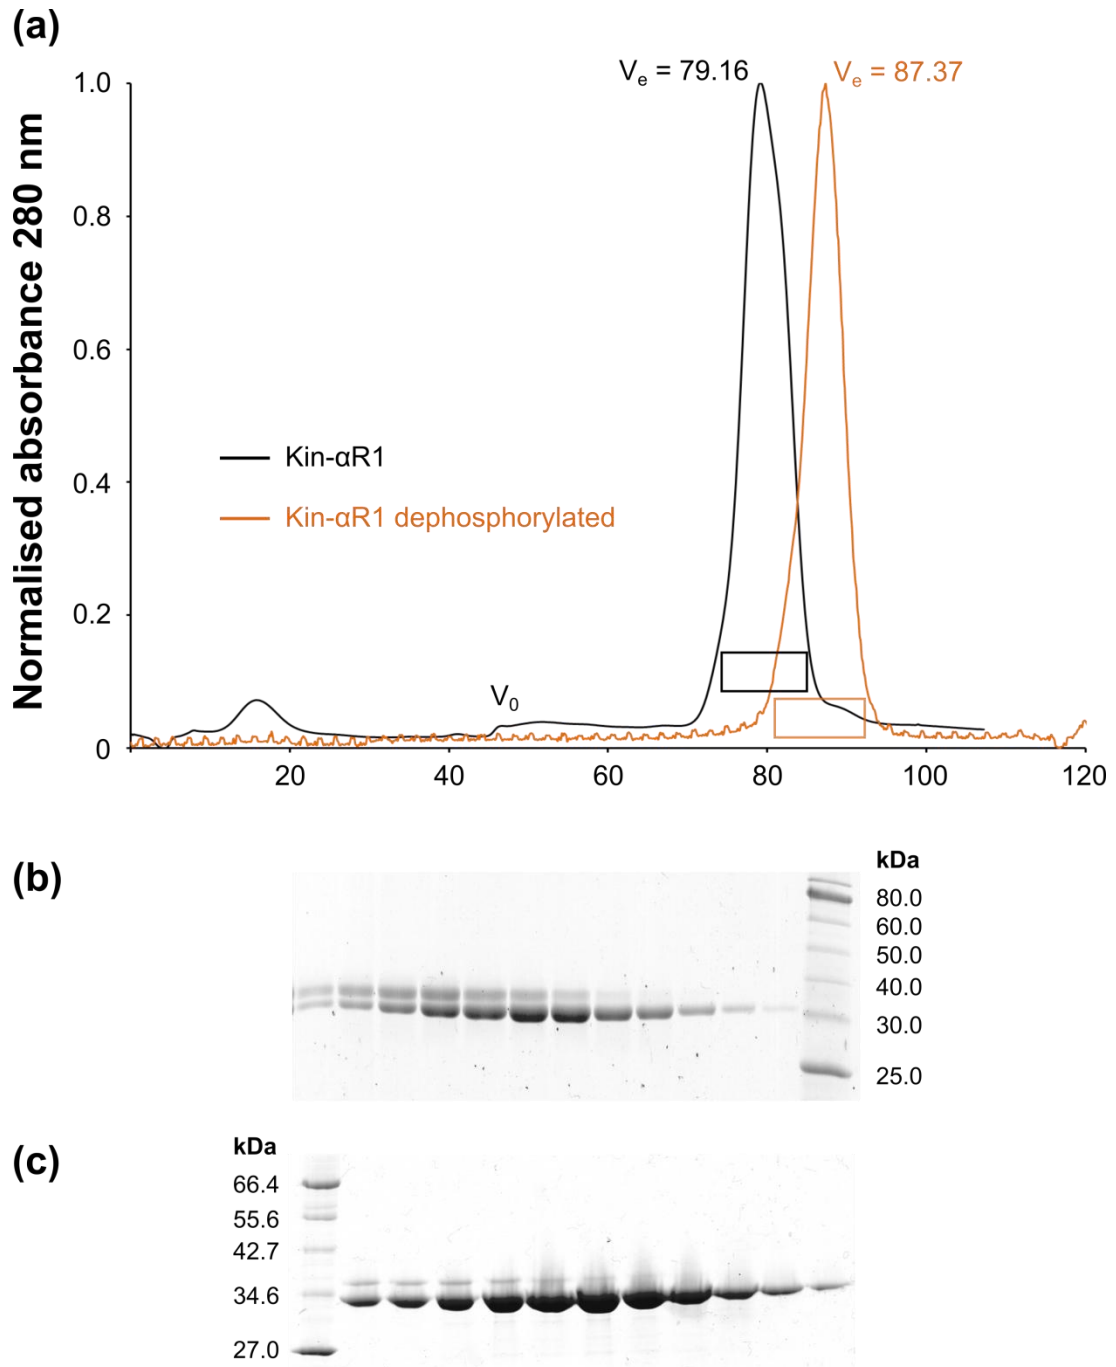 (a)
Vₑ = 79.16
Vₑ = 87.37
Normalised absorbance 280 nm
1.0
0.8
0.6
0.4
0.2
0
Kin-αR1
Kin-αR1 dephosphorylated
V₀
20
40
60
80
100
120
(b)
kDa
80.0
60.0
50.0
40.0
30.0
25.0
(c)
kDa
66.4
55.6
42.7
34.6
27.0